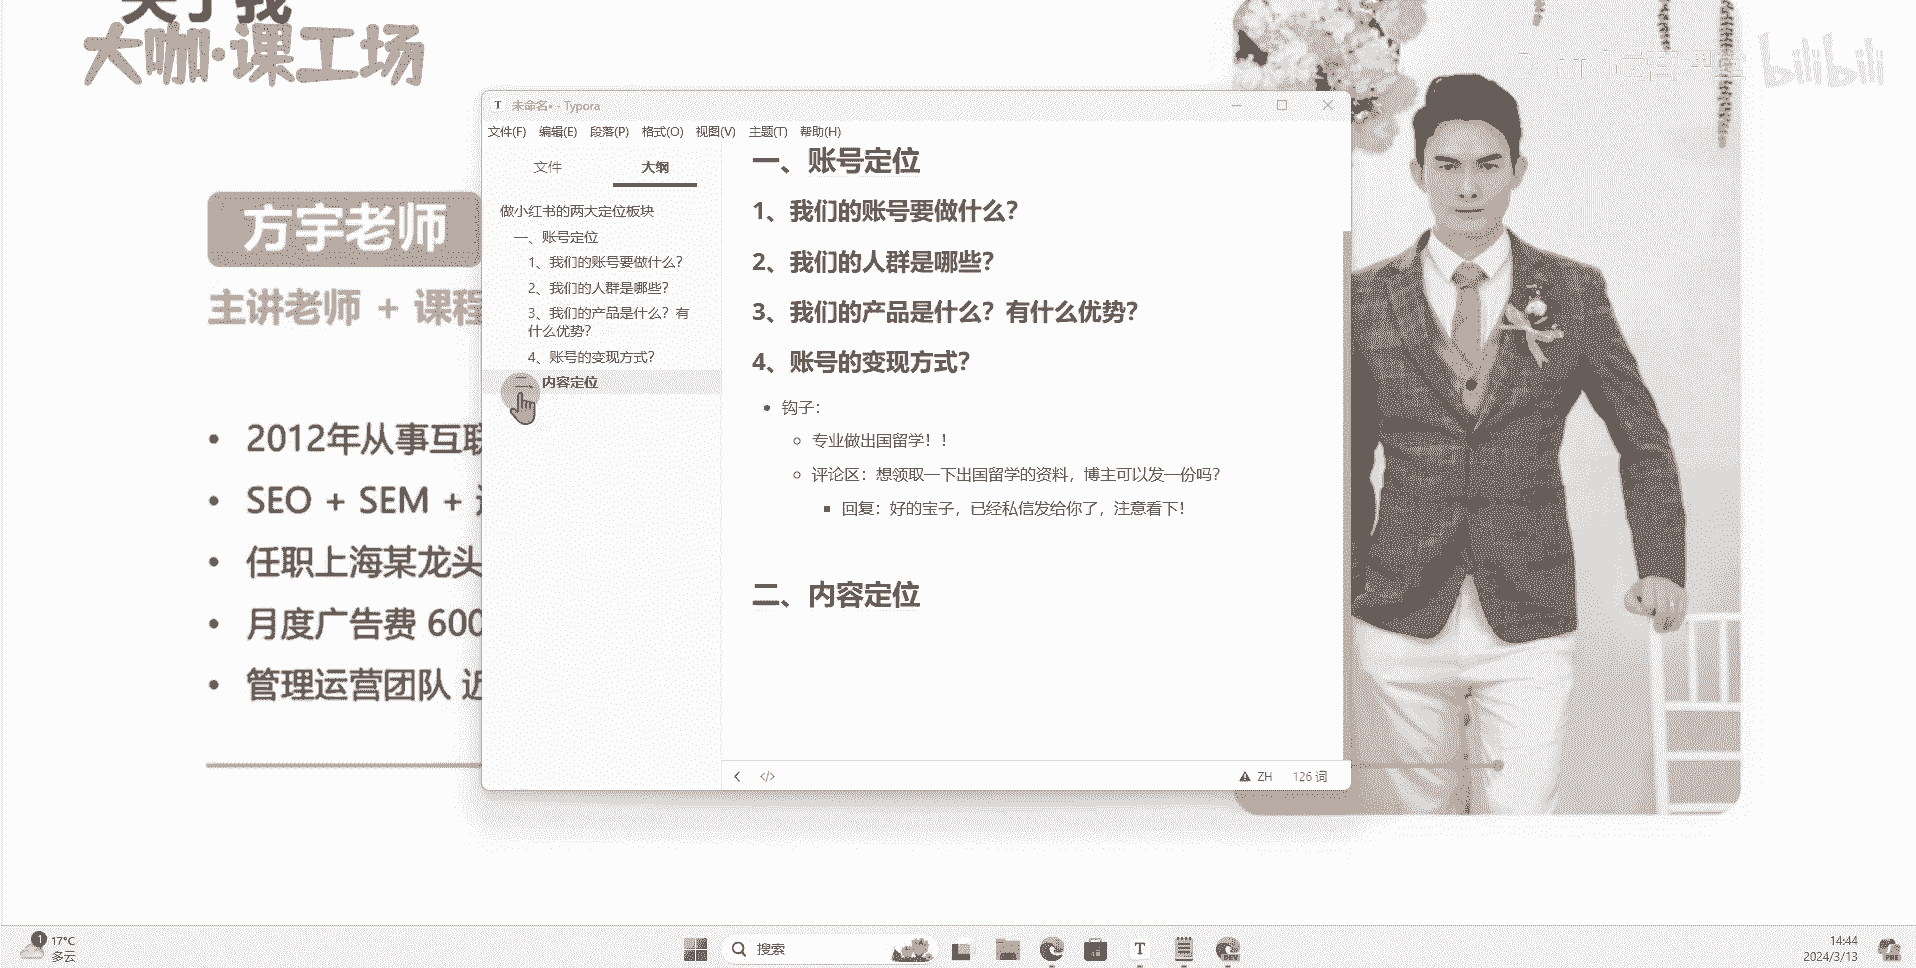 关于我
大咖·课工场
bilibili
方宇老师
主讲老师 + 课程
2012年从事互联
SEO + SEM +
任职上海某龙头
月度广告费 600
管理运营团队 近
T 未命名• - Typora
文件(F) 编辑(E) 段落(P) 格式(O) 视图(V) 主题(T) 帮助(H)
文件 大纲
做小红书的两大定位板块
一、账号定位
1、我们的账号要做什么？
2、我们的人群是哪些？
3、我们的产品是什么？有
什么优势？
4、账号的变现方式？
二、内容定位
一、账号定位
1、我们的账号要做什么？
2、我们的人群是哪些？
3、我们的产品是什么？有什么优势？
4、账号的变现方式？
钩子：
专业做出国留学！！
评论区：想领取一下出国留学的资料，博主可以发一份吗？
回复：好的宝子，已经私信发给你了，注意看下！
二、内容定位
</> ZH 126 词
1
17°C
多云
搜索
T
DEV
14:44
2024/3/13
PRE